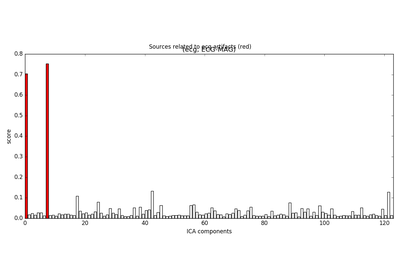 Sources related to ecg artifacts (red)
(ecg, ECG-MAG)
0.8
0.7
0.6
0.5
0.4
0.3
0.2
0.1
0.0
score
0 20 40 60 80 100 120
ICA components